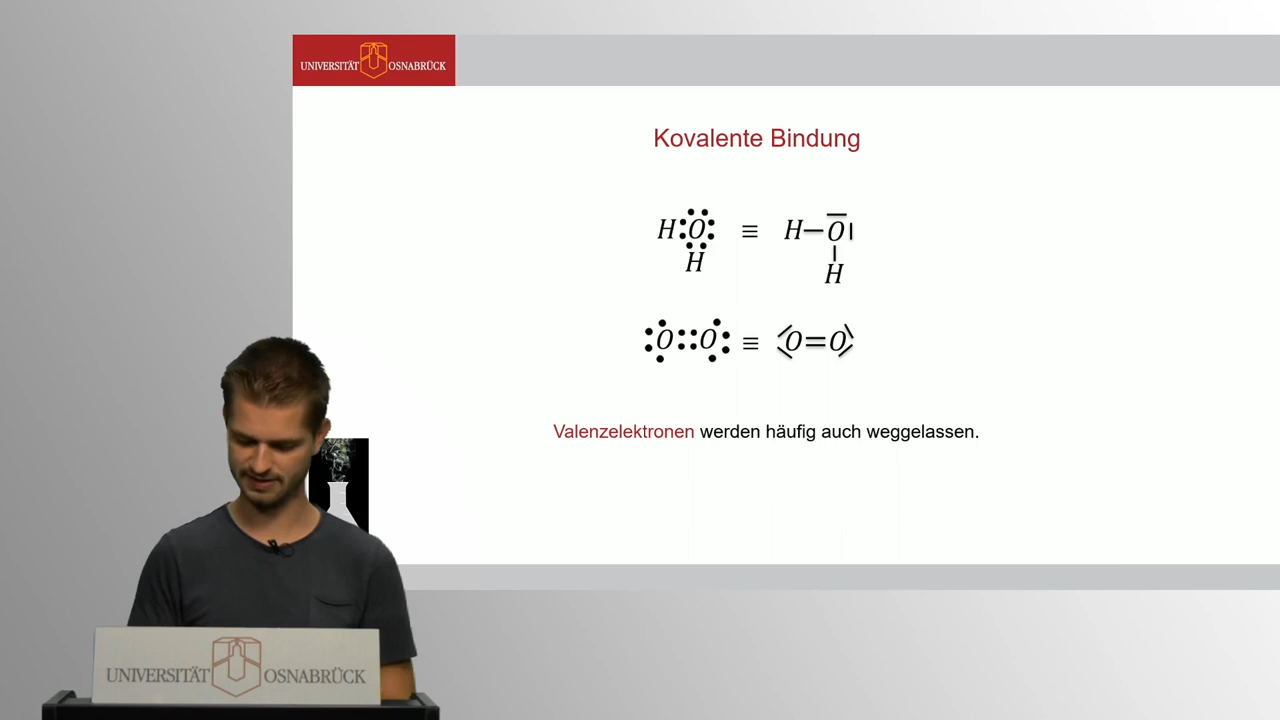 UNIVERSITÄT OSNABRÜCK
Kovalente Bindung
H O ≡ H – O
H H
O O ≡ O = O
Valenzelektronen werden häufig auch weggelassen.
UNIVERSITÄT OSNABRÜCK